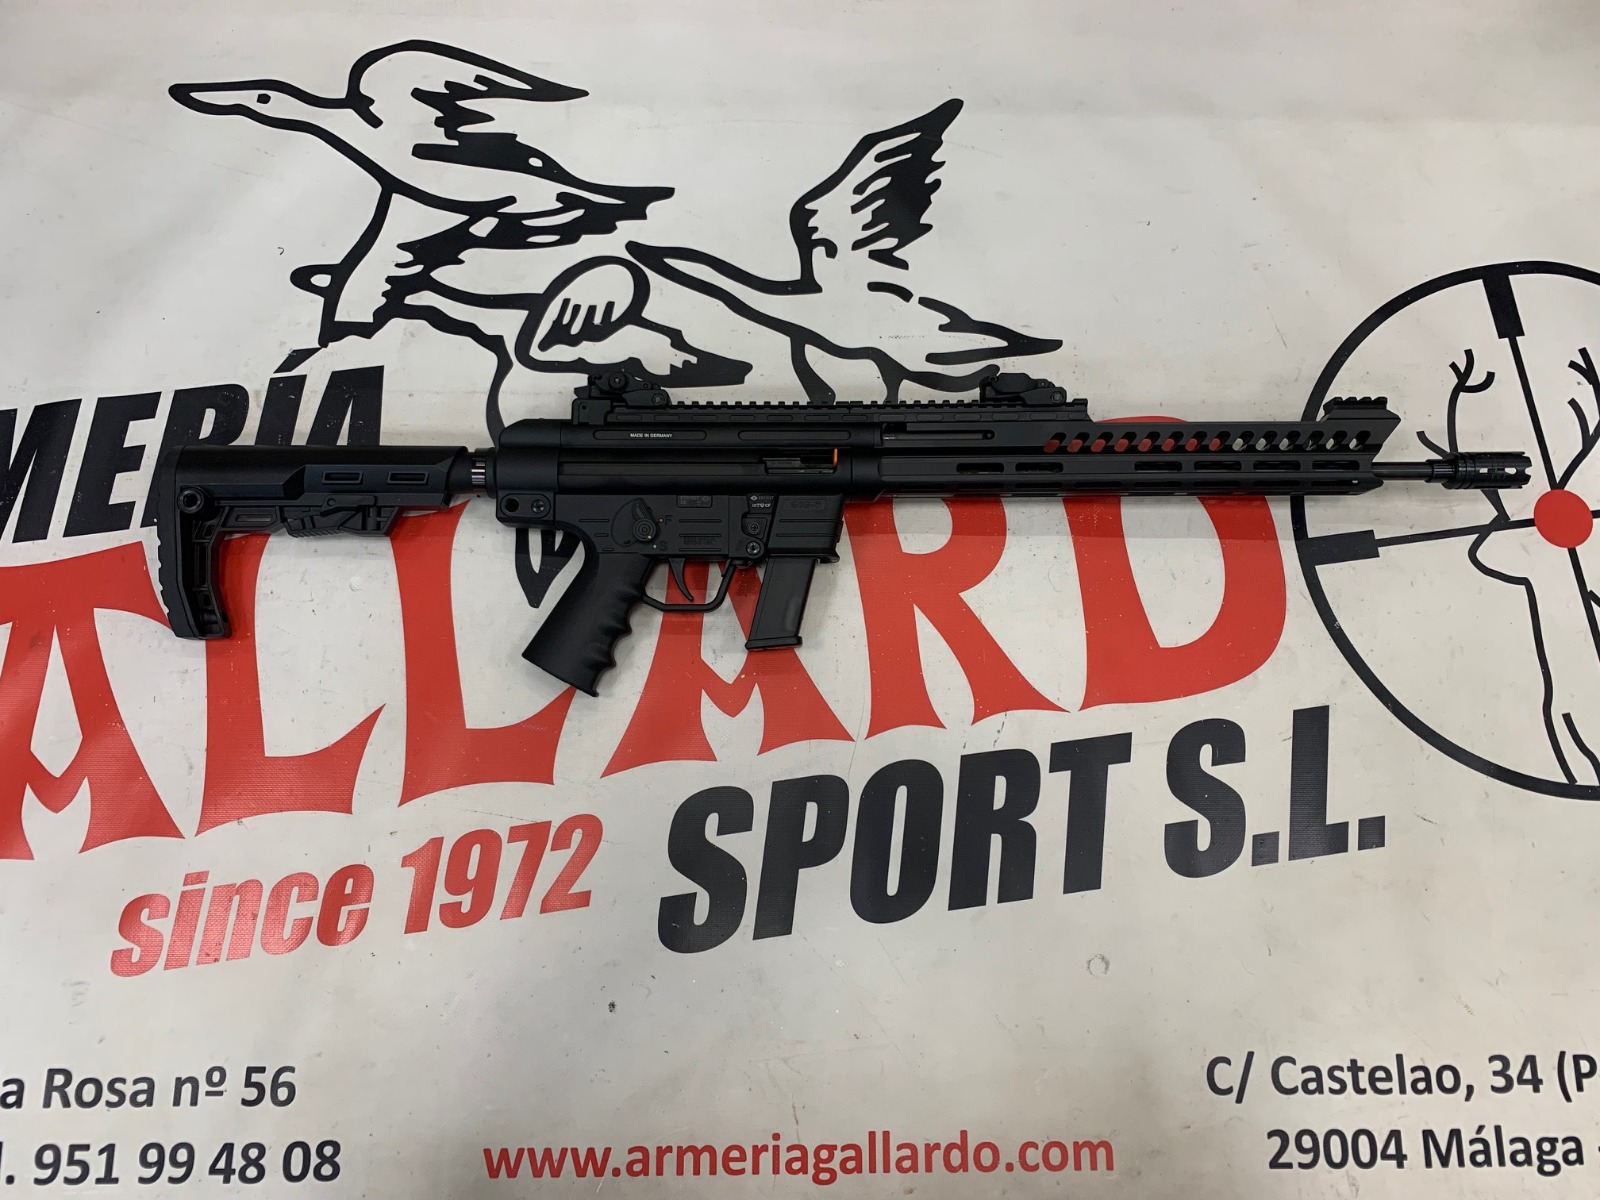 MERÍA
ALLARDO
since 1972
SPORT S.L.
MADE IN GERMANY
F
S
a Rosa nº 56
l. 951 99 48 08
www.armeriagallardo.com
C/ Castelao, 34 (P
29004 Málaga -